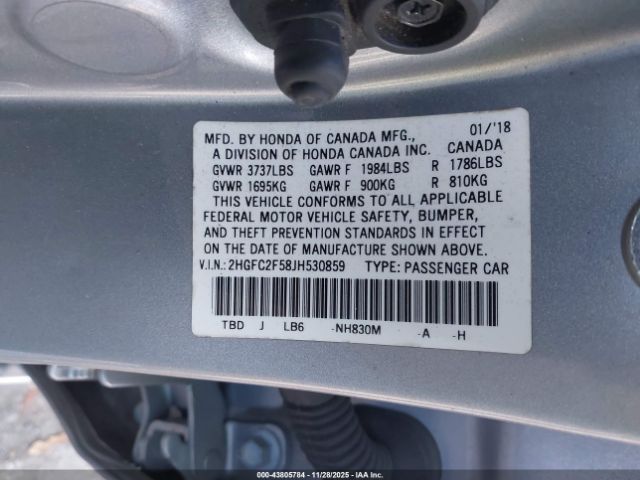 MFD. BY HONDA OF CANADA MFG., 01/'18
A DIVISION OF HONDA CANADA INC. CANADA
GVWR 3737LBS GAWR F 1984LBS R 1786LBS
GVWR 1695KG GAWR F 900KG R 810KG
THIS VEHICLE CONFORMS TO ALL APPLICABLE
FEDERAL MOTOR VEHICLE SAFETY, BUMPER,
AND THEFT PREVENTION STANDARDS IN EFFECT
ON THE DATE OF MANUFACTURE SHOWN ABOVE.
V.I.N.: 2HGFC2F58JH530859 TYPE: PASSENGER CAR
TBD J LB6 -NH830M -A -H
000-43805784 - 11/28/2025 - IAA Inc.